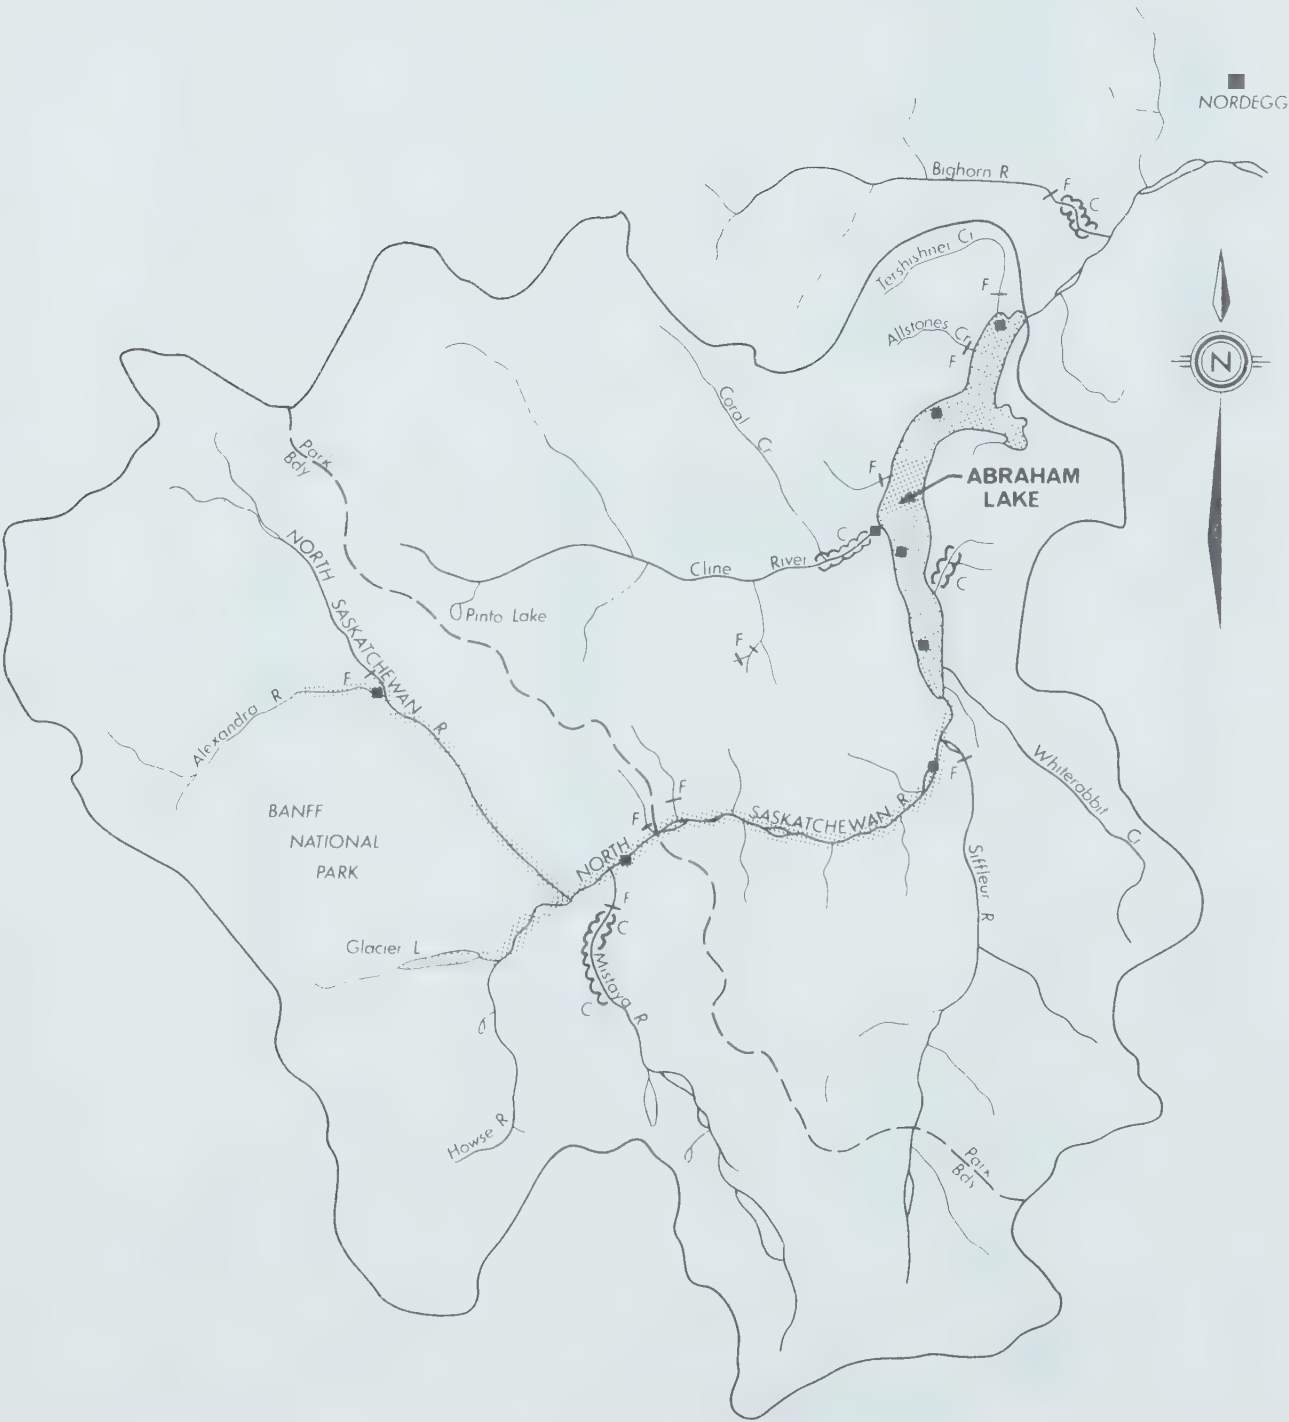 NORDEGG
Bighorn R
F
C
Tershishner Cr
F
Allstones Cr
F
N
Coral Cr
Park
Bdy
F
ABRAHAM
LAKE
NORTH SASKATCHEWAN R
C
Cline River
C
Pinto Lake
F
F
Alexandra R
Whiterabbit Cr
F
F
SASKATCHEWAN R
NORTH
F
BANFF
NATIONAL
PARK
Siffleur R
F
C
Glacier L
Mistaya R
C
Howse R
Park
Bdy